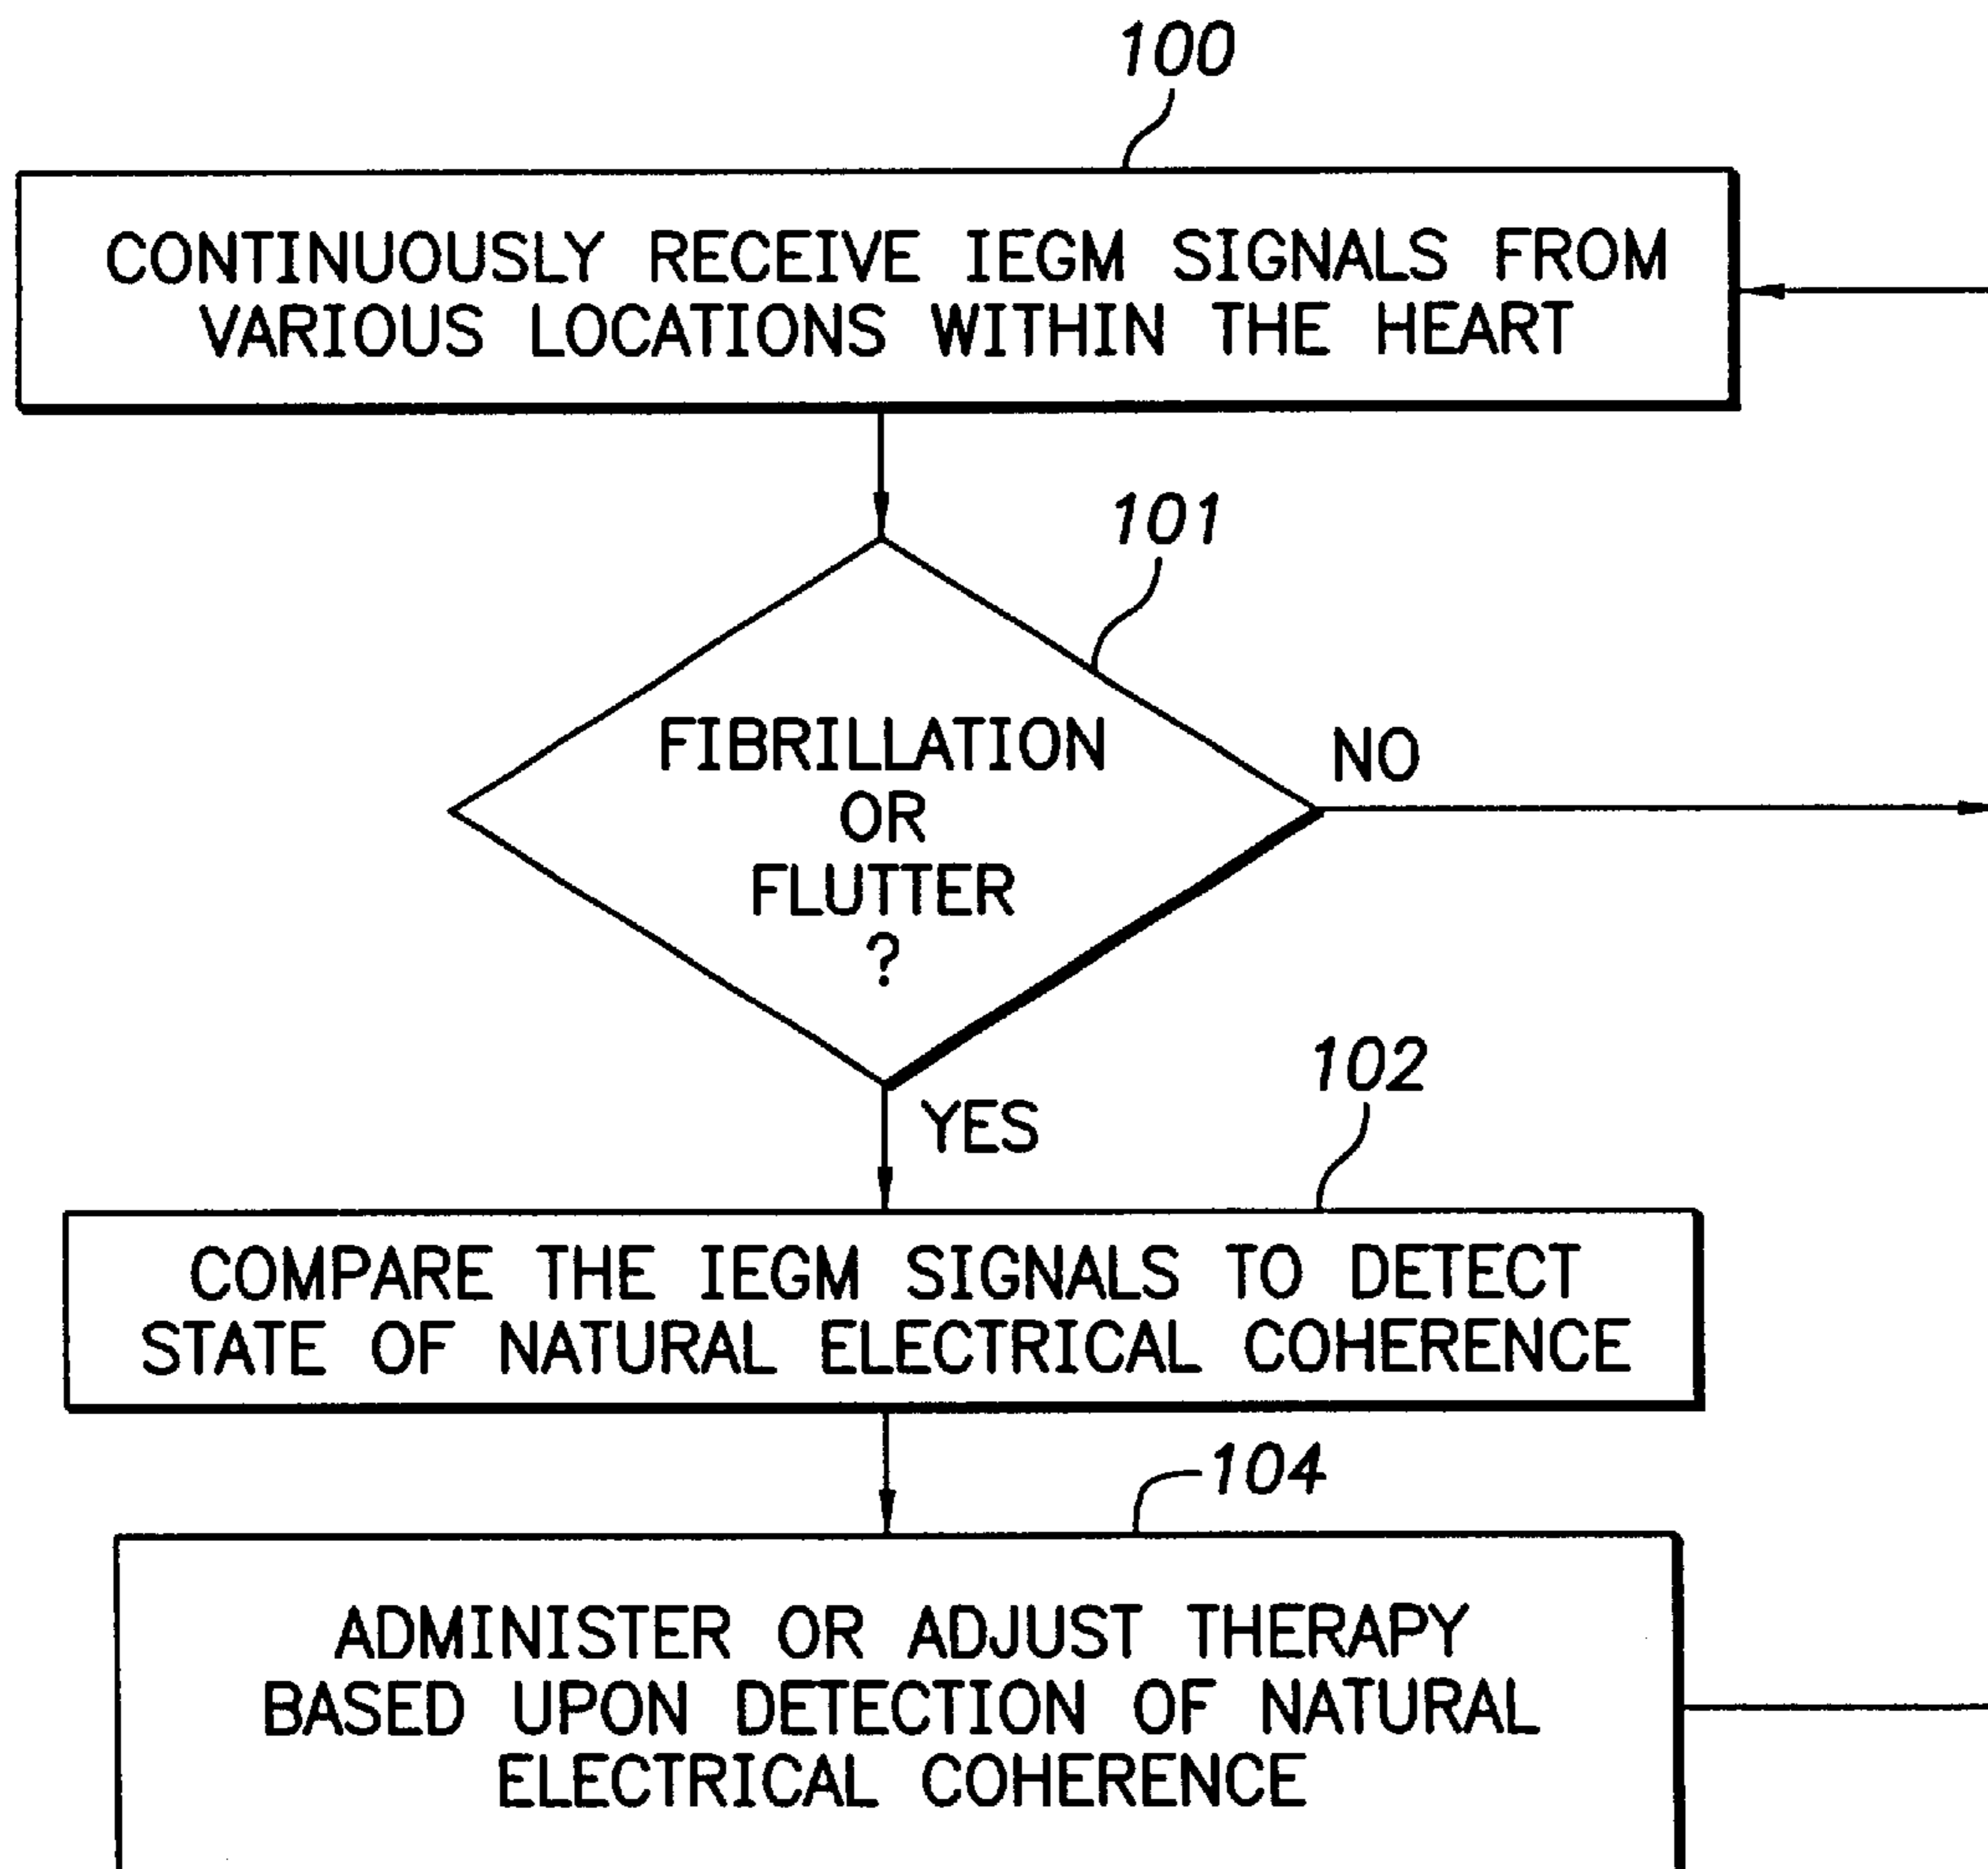 100
CONTINUOUSLY RECEIVE IEGM SIGNALS FROM
VARIOUS LOCATIONS WITHIN THE HEART
101
FIBRILLATION
OR
FLUTTER
?
NO
YES
102
COMPARE THE IEGM SIGNALS TO DETECT
STATE OF NATURAL ELECTRICAL COHERENCE
104
ADMINISTER OR ADJUST THERAPY
BASED UPON DETECTION OF NATURAL
ELECTRICAL COHERENCE